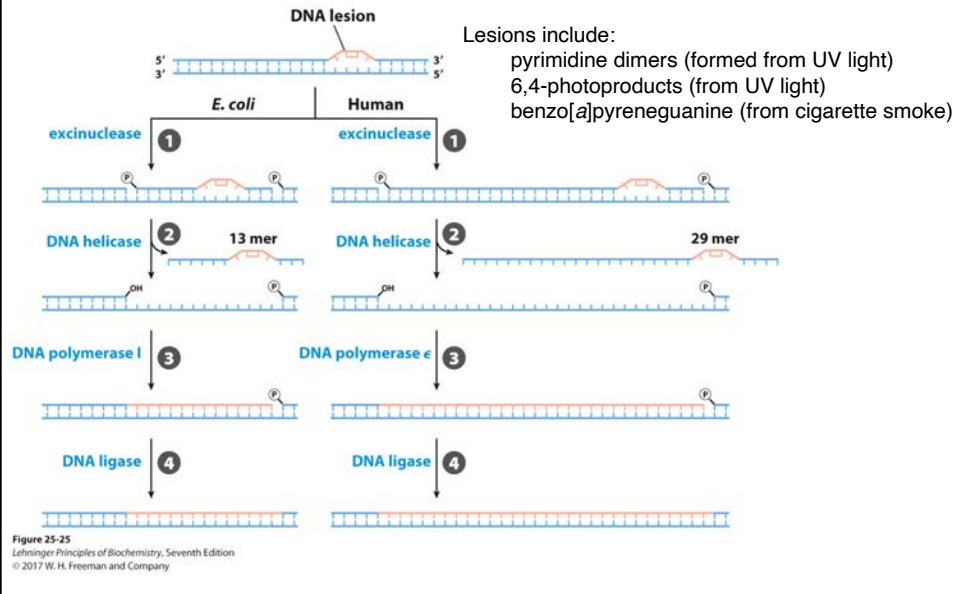 DNA lesion
Lesions include:
pyrimidine dimers (formed from UV light)
6,4-photoproducts (from UV light)
benzo[a]pyreneguanine (from cigarette smoke)
5′ 3′
3′ 5′
E. coli Human
excinuclease 1 excinuclease 1
P P P P
DNA helicase 2 13 mer DNA helicase 2 29 mer
OH P OH P
DNA polymerase I 3 DNA polymerase ϵ 3
P P
DNA ligase 4 DNA ligase 4
Figure 25-25
Lehninger Principles of Biochemistry, Seventh Edition
© 2017 W. H. Freeman and Company